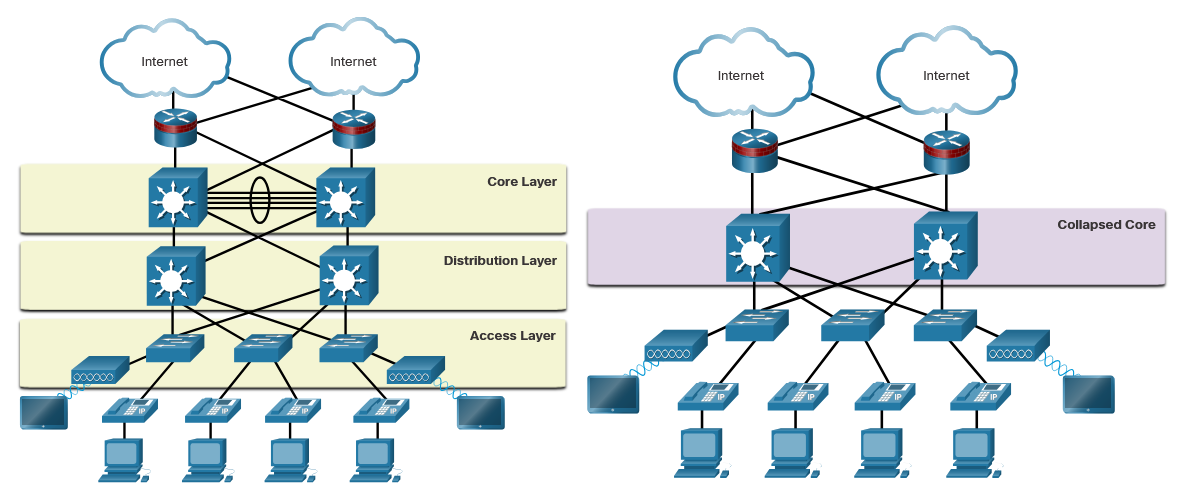 Internet
Internet
Core Layer
Distribution Layer
Access Layer
IP
IP
IP
IP
Internet
Internet
Collapsed Core
IP
IP
IP
IP